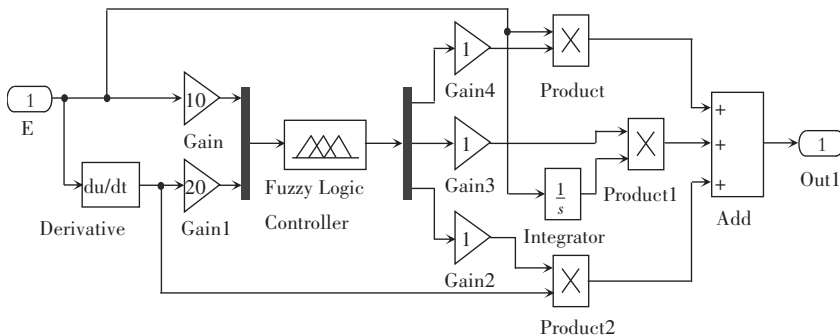 1
E
10
Gain
du/dt
Derivative
20
Gain1
Fuzzy Logic
Controller
1
Gain4
1
Gain3
1
Gain2
×
Product
1
s
Integrator
×
Product1
×
Product2
+
+
+
Add
1
Out1